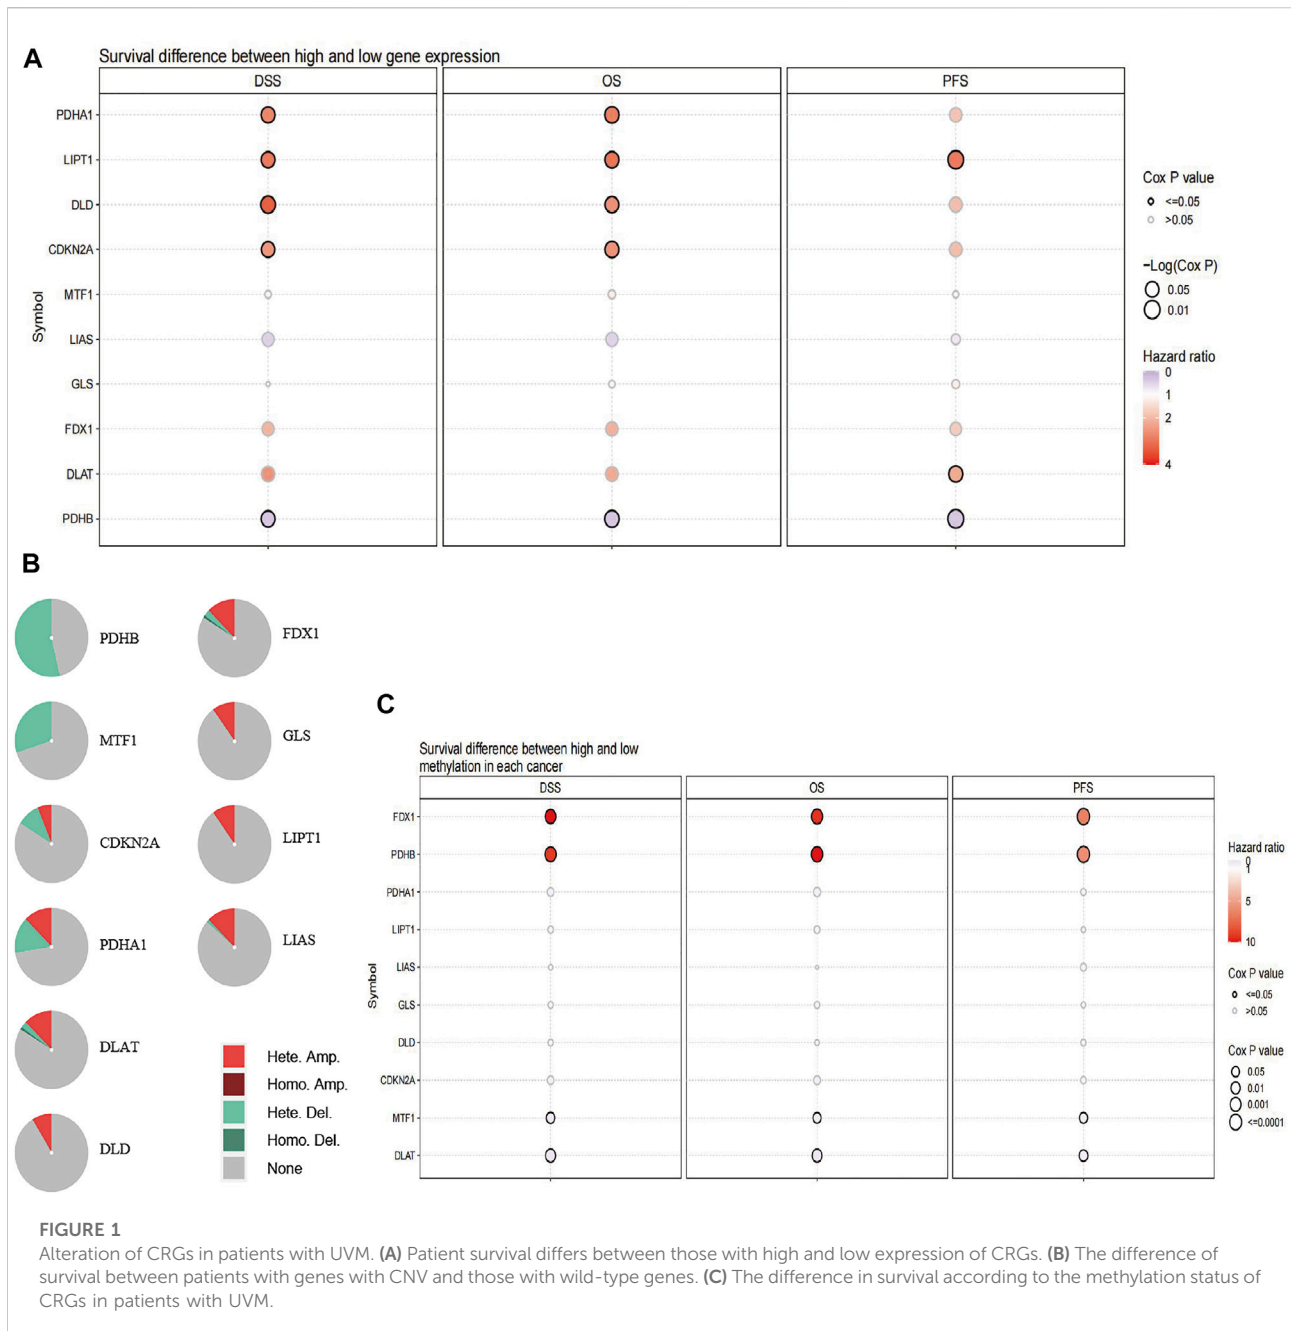 A
Survival difference between high and low gene expression
DSS
OS
PFS
Symbol
PDHA1
LIPT1
DLD
CDKN2A
MTF1
LIAS
GLS
FDX1
DLAT
PDHB
Cox P value
<=0.05
>0.05
−Log(Cox P)
0.05
0.01
Hazard ratio
0
1
2
4
B
PDHB
FDX1
MTF1
GLS
CDKN2A
LIPT1
PDHA1
LIAS
DLAT
DLD
Hete. Amp.
Homo. Amp.
Hete. Del.
Homo. Del.
None
C
Survival difference between high and low
methylation in each cancer
DSS
OS
PFS
Symbol
FDX1
PDHB
PDHA1
LIPT1
LIAS
GLS
DLD
CDKN2A
MTF1
DLAT
Hazard ratio
0
1
5
10
Cox P value
<=0.05
>0.05
Cox P value
0.05
0.01
0.001
<=0.0001
FIGURE 1
Alteration of CRGs in patients with UVM. (A) Patient survival differs between those with high and low expression of CRGs. (B) The difference of
survival between patients with genes with CNV and those with wild-type genes. (C) The difference in survival according to the methylation status of
CRGs in patients with UVM.